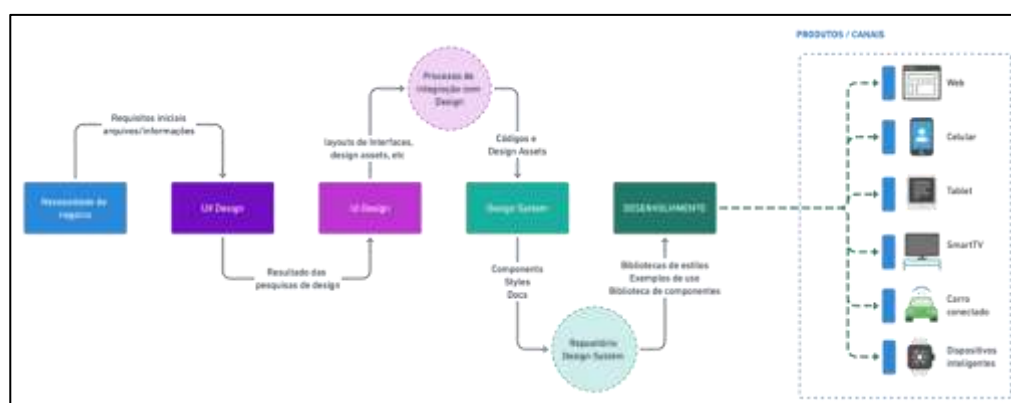 PRODUTOS / CANAIS
Processo de
integração com
Design
Web
Requisitos iniciais
arquivos/informações
layouts de Interfaces,
design assets, etc
Códigos e
Design Assets
Celular
Necessidade de
negócio
UX Design
UI Design
Design System
DESENVOLVIMENTO
Tablet
SmartTV
Resultado das
pesquisas de design
Components
Styles
Docs
Bibliotecas de estilos
Exemplos de uso
Biblioteca de componentes
Carro
conectado
Repositório
Design System
Dispositivos
inteligentes